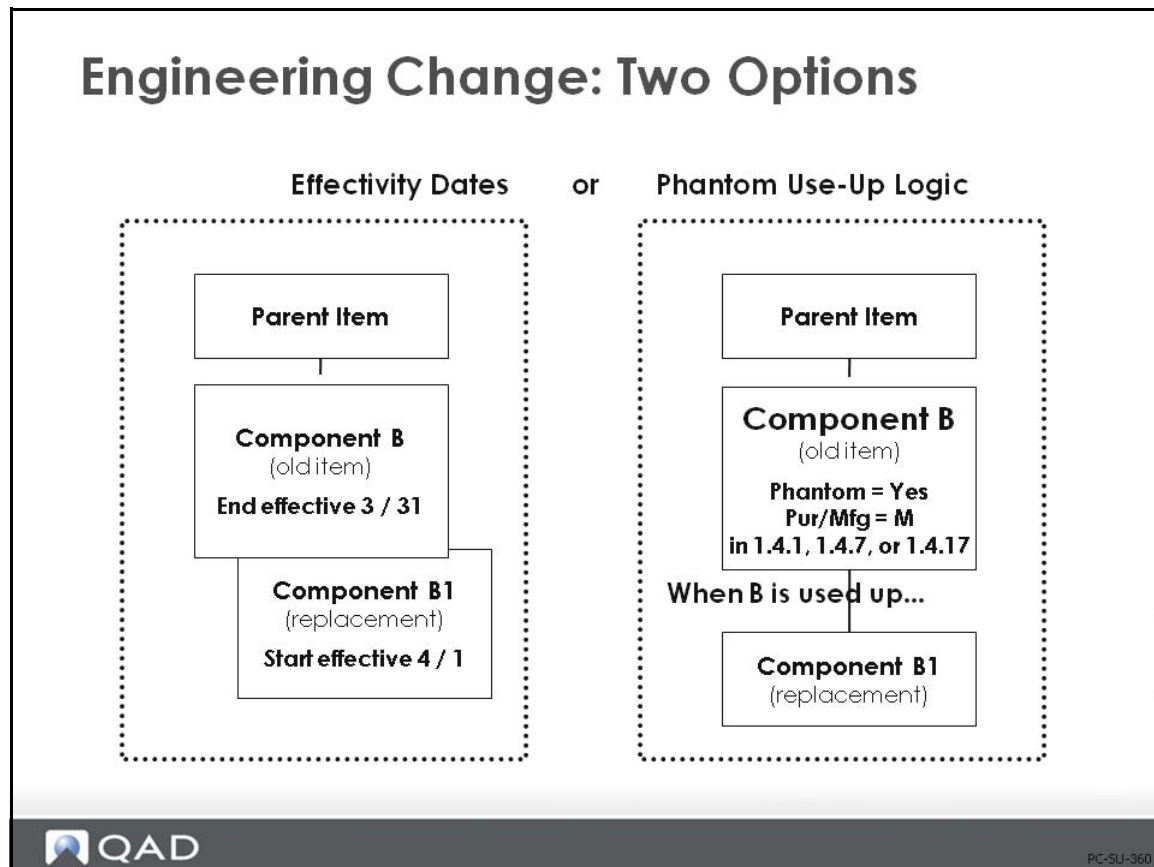 Engineering Change: Two Options
Effectivity Dates or Phantom Use-Up Logic
Parent Item
Component B
(old item)
End effective 3 / 31
Component B1
(replacement)
Start effective 4 / 1
Parent Item
Component B
(old item)
Phantom = Yes
Pur/Mfg = M
in 1.4.1, 1.4.7, or 1.4.17
When B is used up...
Component B1
(replacement)
QAD
PC-SU-360